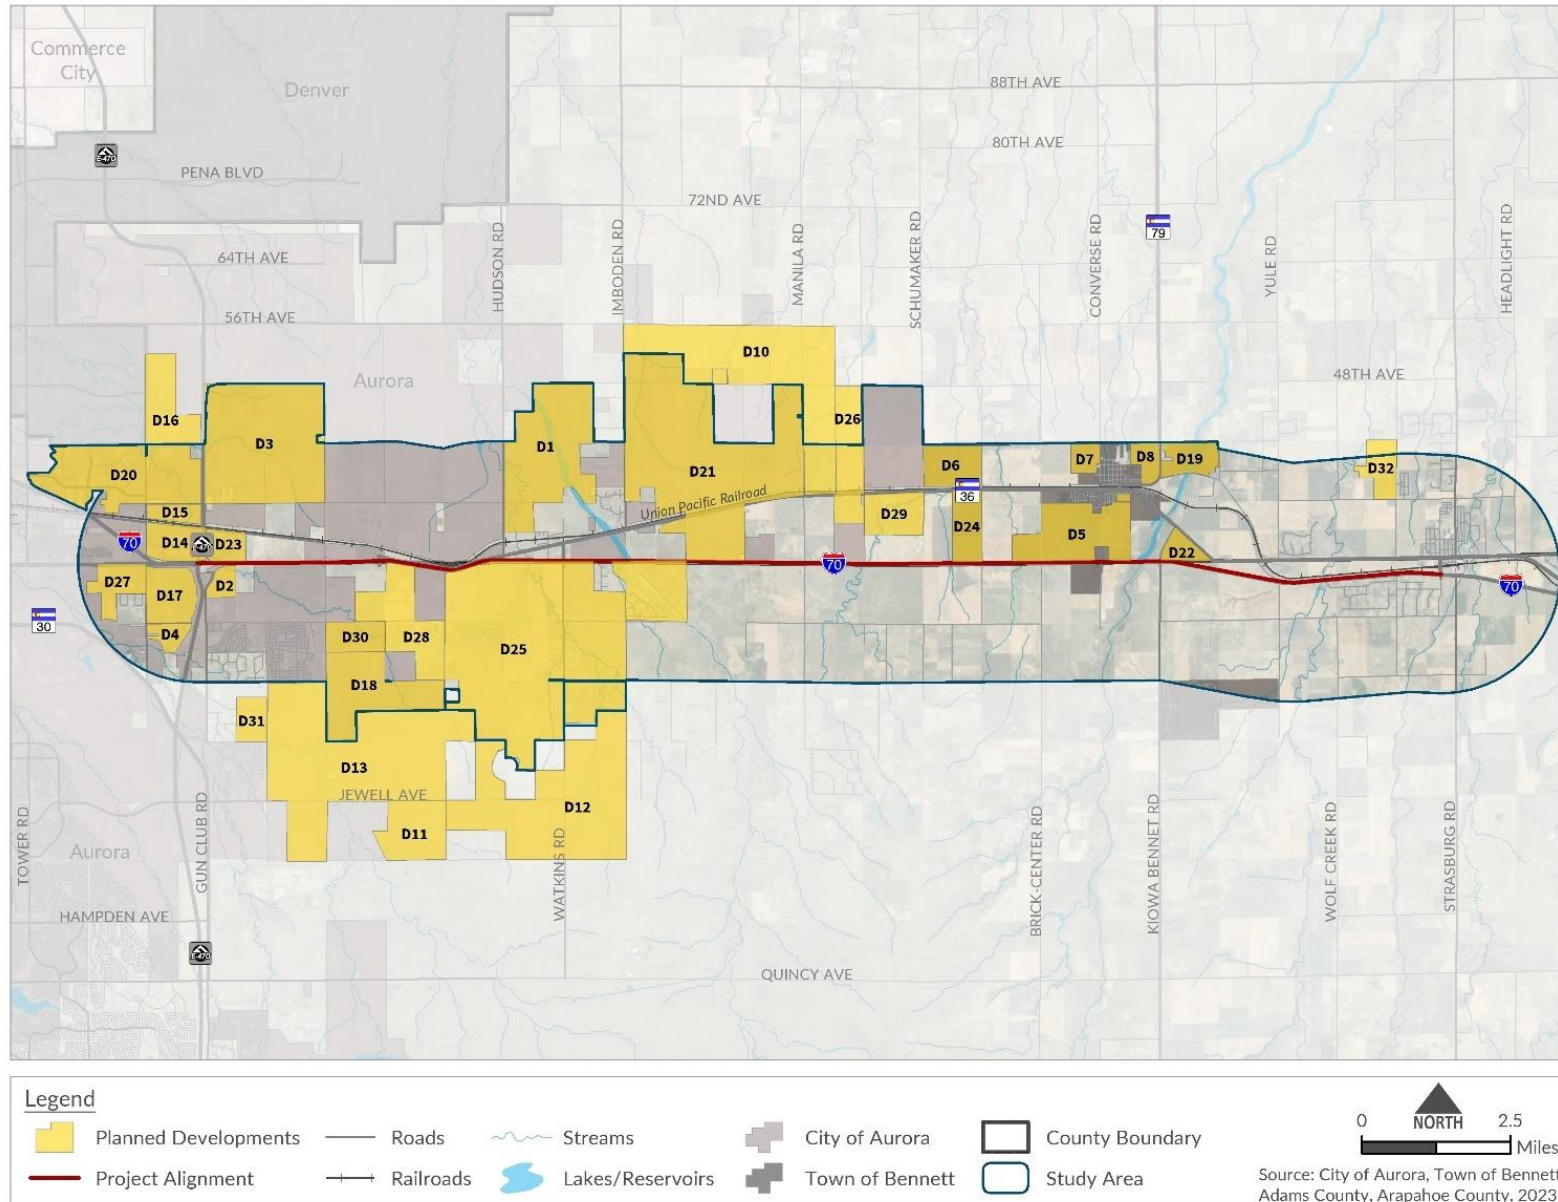 Commerce
City
Denver
88TH AVE
80TH AVE
E-470
PENA BLVD
72ND AVE
79
64TH AVE
HUDSON RD
IMBODEN RD
MANILA RD
SCHUMAKER RD
CONVERSE RD
YULE RD
HEADLIGHT RD
56TH AVE
D10
Aurora
48TH AVE
D16
D26
D3
D1
D7
D8
D19
D6
D32
D20
D21
36
Union Pacific Railroad
D15
D29
D24
D5
70
D14
E-470
D23
D22
70
D27
D2
70
D17
30
D4
D30
D28
D25
D18
D31
D13
JEWELL AVE
D12
D11
TOWER RD
Aurora
GUN CLUB RD
WATKINS RD
BRICK-CENTER RD
KIOWA BENNET RD
WOLF CREEK RD
STRASBURG RD
HAMPDEN AVE
E-470
QUINCY AVE
Legend
Planned Developments
Roads
Streams
City of Aurora
County Boundary
Project Alignment
Railroads
Lakes/Reservoirs
Town of Bennett
Study Area
0 NORTH 2.5
Miles
Source: City of Aurora, Town of Bennett
Adams County, Arapahoe County, 2023